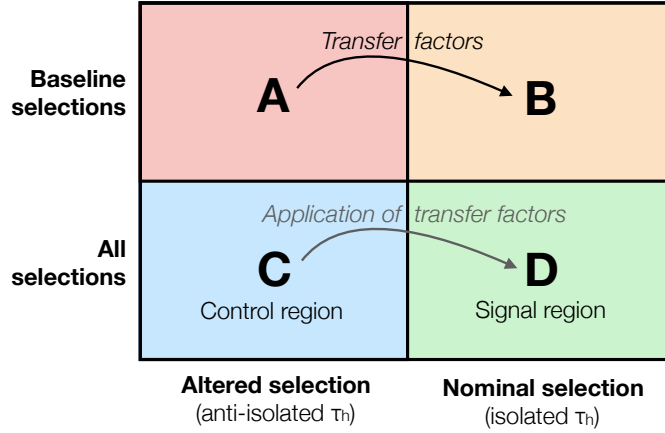 Transfer factors
Baseline
selections
A
B
Application of transfer factors
All
selections
C
D
Control region
Signal region
Altered selection
(anti-isolated τh)
Nominal selection
(isolated τh)